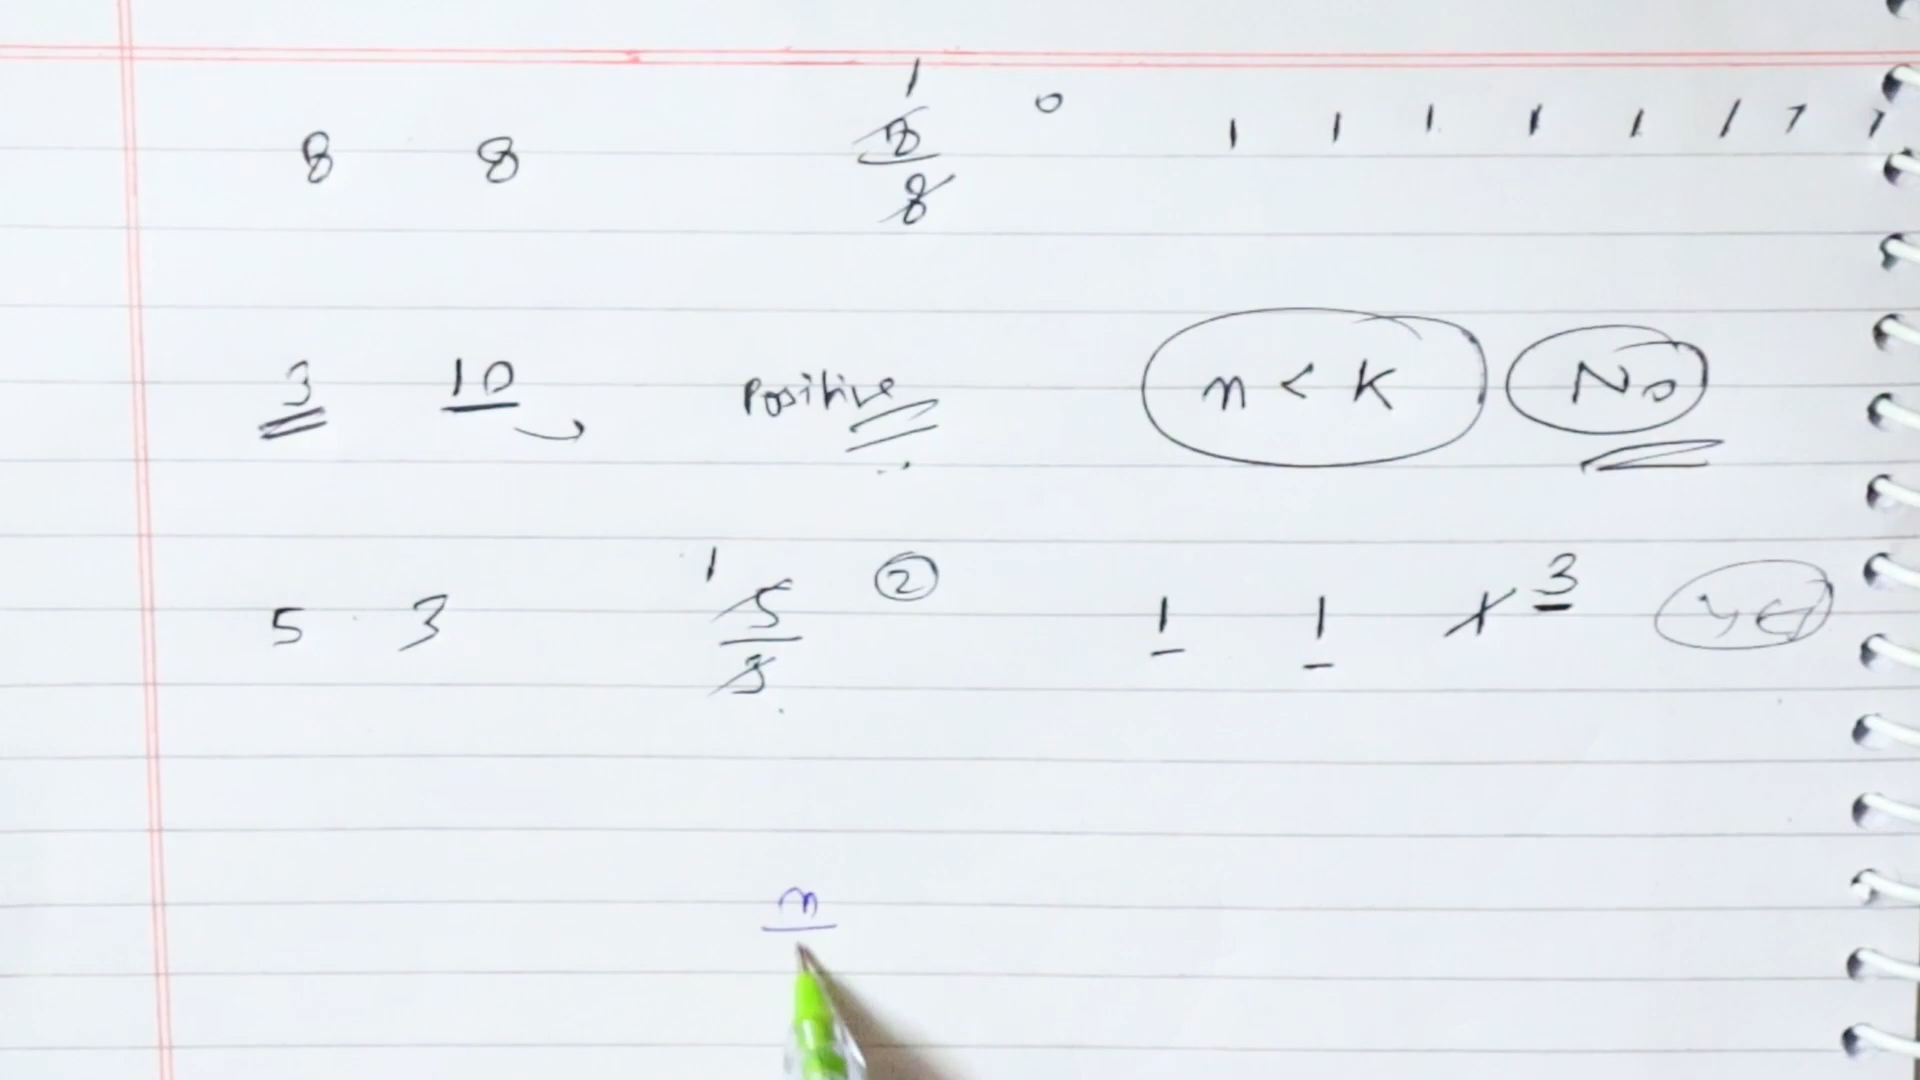 8 8 1 8/8 0 1 1 1 1 1 1 1 1
3 10 Positive n < K No
5 3 1 5/3 2 1 1 1 3 yes
n